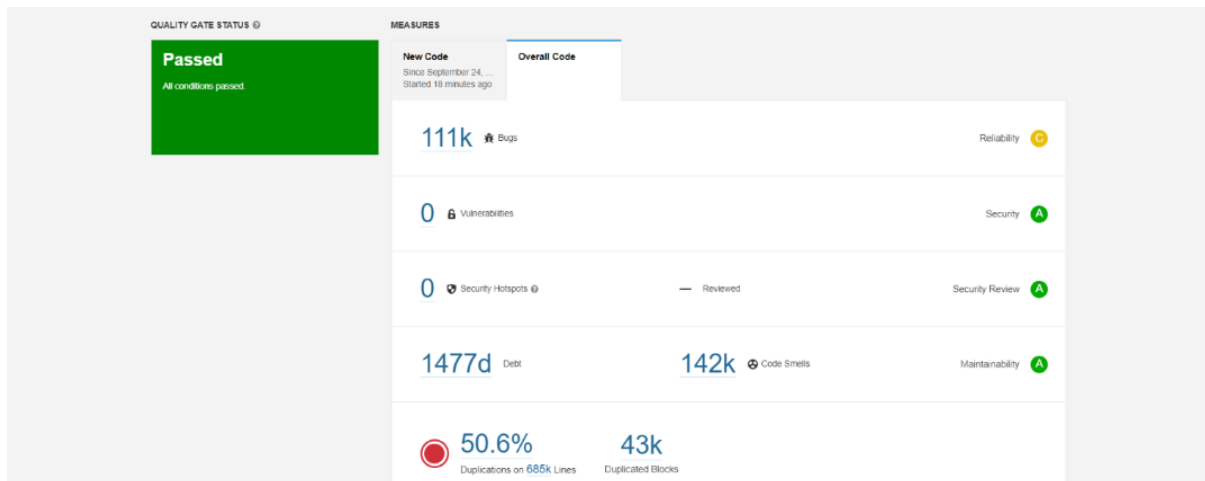 QUALITY GATE STATUS
MEASURES
Passed
All conditions passed.
New Code
Since September 24, ...
Started 18 minutes ago
Overall Code
111k Bugs
Reliability C
0 Vulnerabilities
Security A
0 Security Hotspots
— Reviewed
Security Review A
1477d Debt
142k Code Smells
Maintainability A
50.6%
Duplications on 685k Lines
43k
Duplicated Blocks